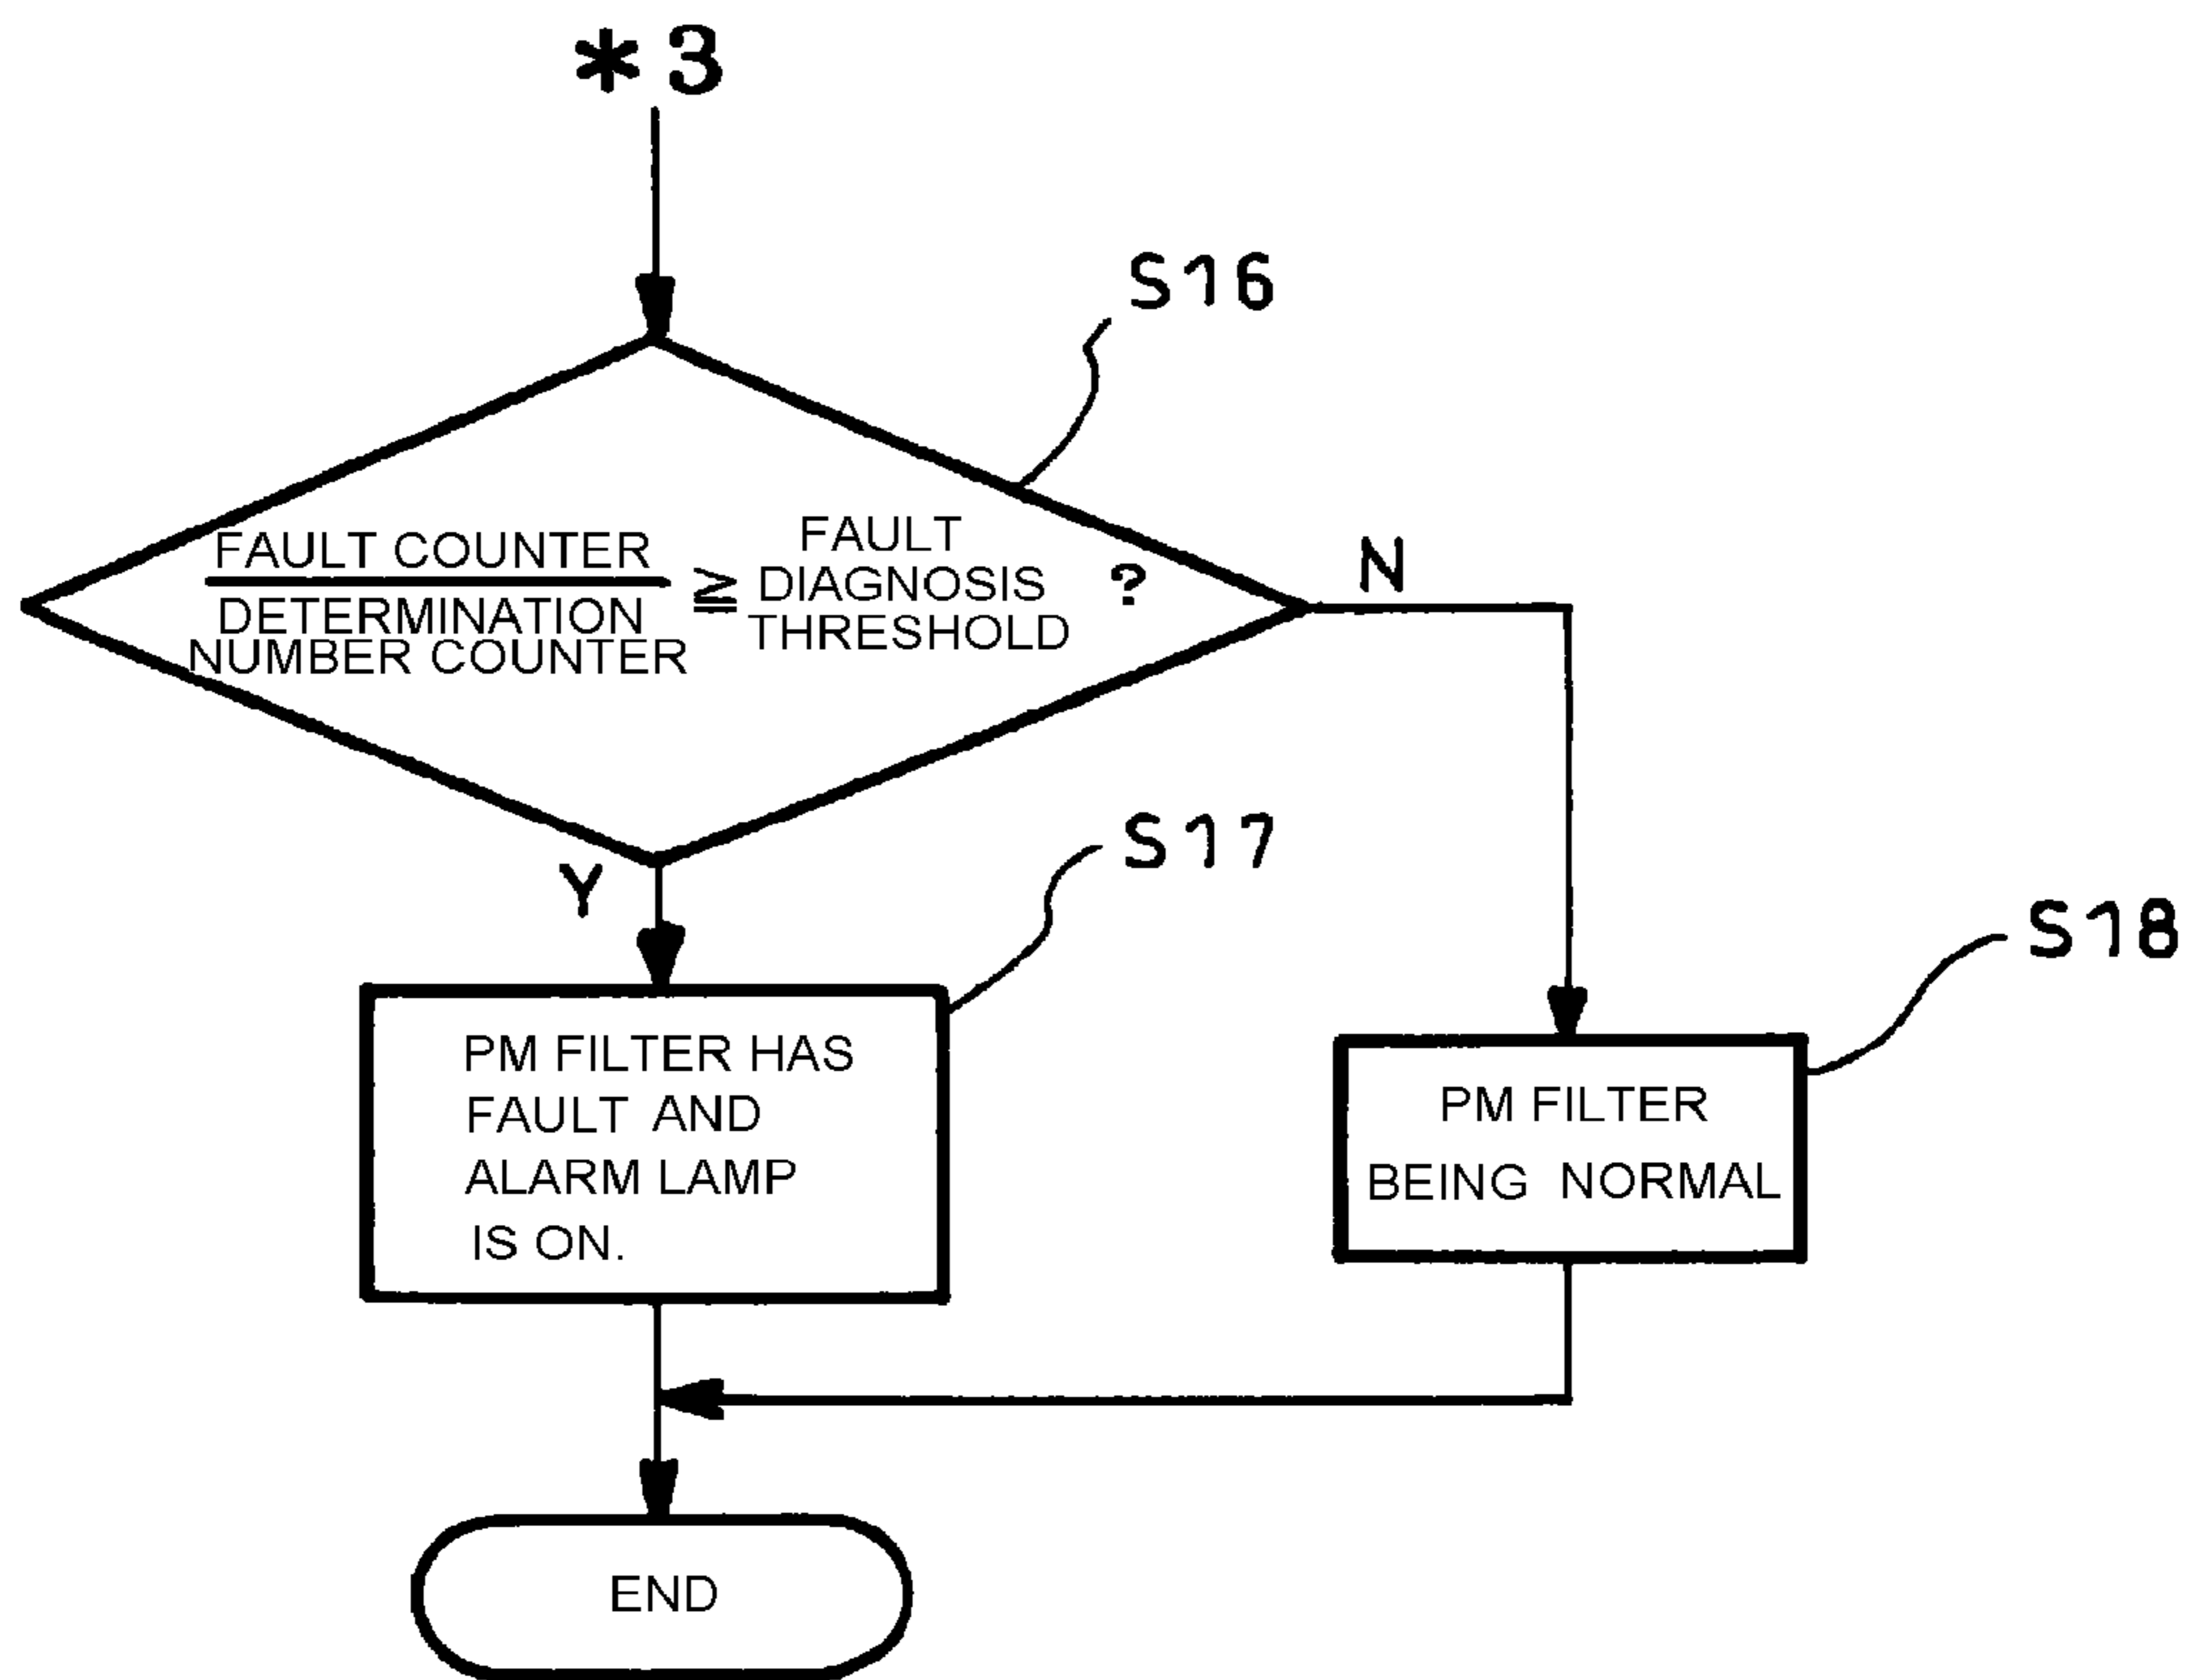 *3
S16
FAULT COUNTER
DETERMINATION
NUMBER COUNTER
≧
FAULT
DIAGNOSIS
THRESHOLD
?
N
Y
S17
S18
PM FILTER HAS
FAULT AND
ALARM LAMP
IS ON.
PM FILTER
BEING NORMAL
END